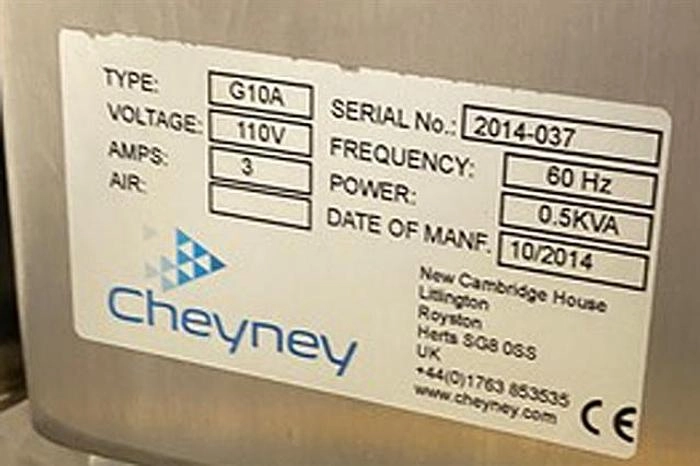 TYPE: G10A
VOLTAGE: 110V
AMPS: 3
AIR:
SERIAL No.: 2014-037
FREQUENCY: 60 Hz
POWER: 0.5KVA
DATE OF MANF. 10/2014
Cheyney
New Cambridge House
Litlington
Royston
Herts SG8 0SS
UK
+44(0)1763 853535
www.cheyney.com
CE